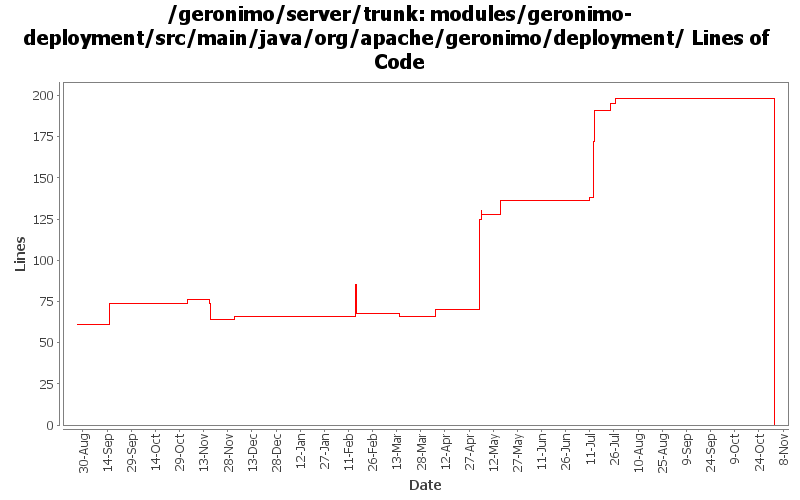 /geronimo/server/trunk: modules/geronimo-
deployment/src/main/java/org/apache/geronimo/deployment/ Lines of
Code
200
175
150
125
100
75
50
25
0
Lines
30-Aug
14-Sep
29-Sep
14-Oct
29-Oct
13-Nov
28-Nov
13-Dec
28-Dec
12-Jan
27-Jan
11-Feb
26-Feb
13-Mar
28-Mar
12-Apr
27-Apr
12-May
27-May
11-Jun
26-Jun
11-Jul
26-Jul
10-Aug
25-Aug
9-Sep
24-Sep
9-Oct
24-Oct
8-Nov
Date